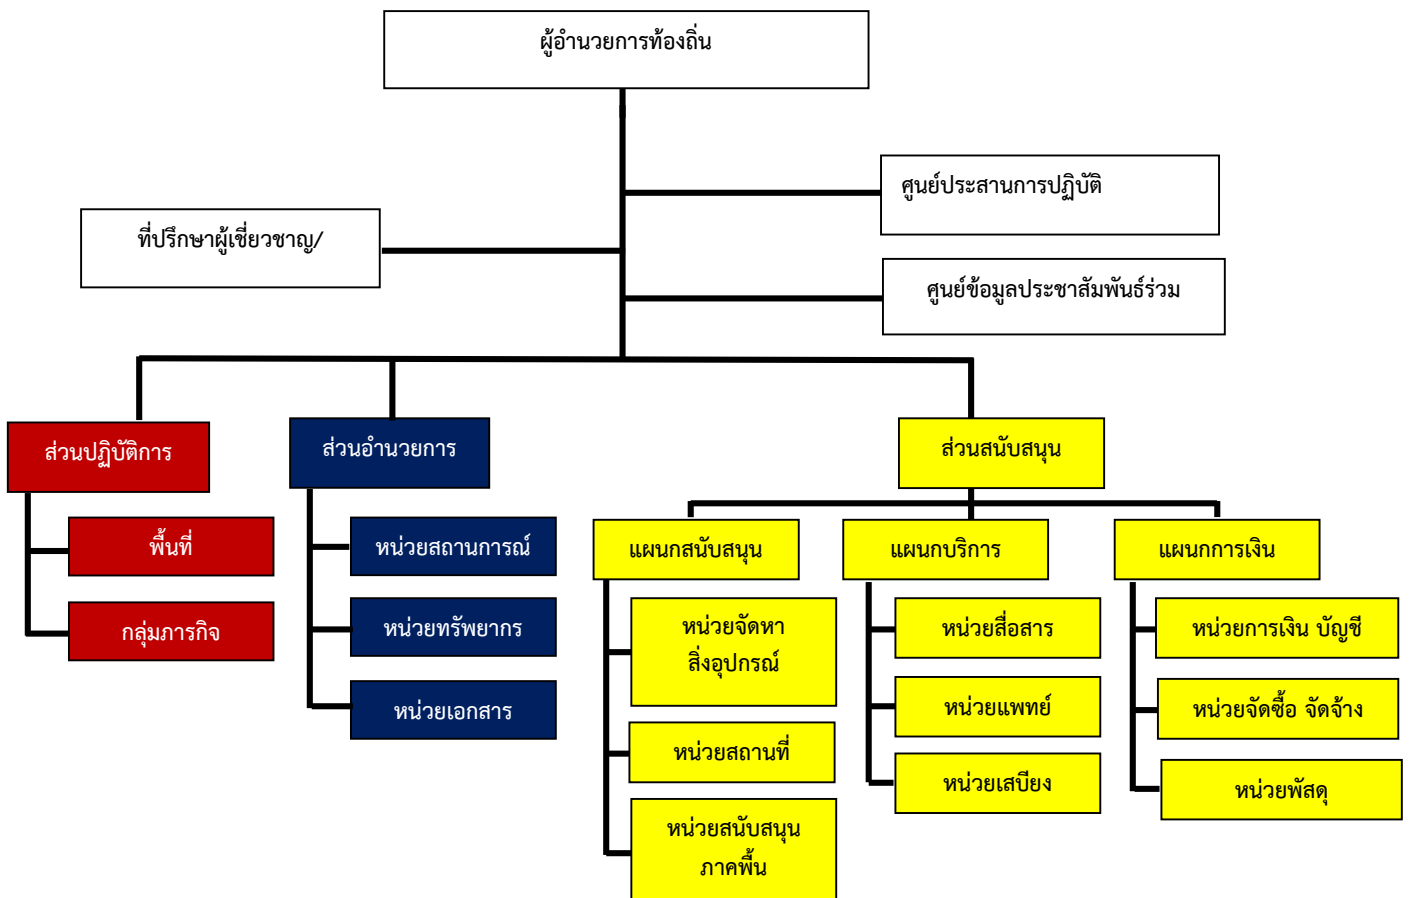 ผู้อำนวยการท้องถิ่น
ศูนย์ประสานการปฏิบัติ
ที่ปรึกษาผู้เชี่ยวชาญ/
ศูนย์ข้อมูลประชาสัมพันธ์ร่วม
ส่วนปฏิบัติการ
พื้นที่
กลุ่มภารกิจ
ส่วนอำนวยการ
หน่วยสถานการณ์
หน่วยทรัพยากร
หน่วยเอกสาร
ส่วนสนับสนุน
แผนกสนับสนุน
หน่วยจัดหา
สิ่งอุปกรณ์
หน่วยสถานที่
หน่วยสนับสนุน
ภาคพื้น
แผนกบริการ
หน่วยสื่อสาร
หน่วยแพทย์
หน่วยเสบียง
แผนกการเงิน
หน่วยการเงิน บัญชี
หน่วยจัดซื้อ จัดจ้าง
หน่วยพัสดุ